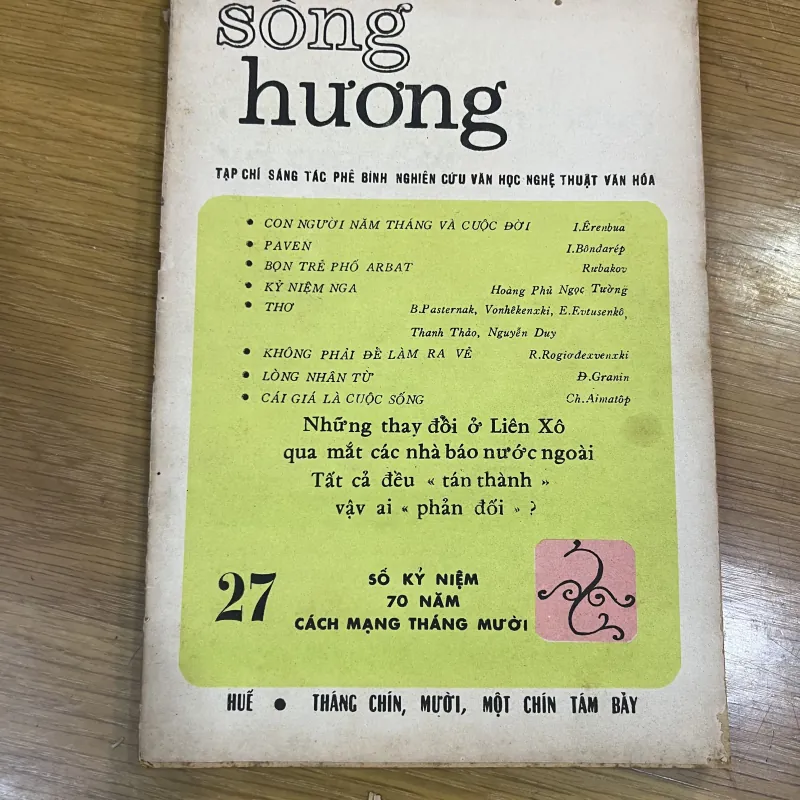 sông
hương
TẠP CHÍ SÁNG TÁC PHÊ BÌNH NGHIÊN CỨU VĂN HỌC NGHỆ THUẬT VĂN HÓA
• CON NGƯỜI NĂM THÁNG VÀ CUỘC ĐỜI I.Êrenbua
• PAVEN I.Bônđarép
• BỌN TRẺ PHỐ ARBAT Rưbakov
• KỶ NIỆM NGA Hoàng Phủ Ngọc Tường
• THƠ B.Pasternak, Vonhêkenxki, E.Evtusenkô,
Thanh Thảo, Nguyễn Duy
• KHÔNG PHẢI ĐỂ LÀM RA VẺ R.Rogiơdexvenxki
• LÒNG NHÂN TỪ Đ.Granin
• CÁI GIÁ LÀ CUỘC SỐNG Ch.Aimatôp
Những thay đổi ở Liên Xô
qua mắt các nhà báo nước ngoài
Tất cả đều « tán thành »
vậy ai « phản đối » ?
27
SỐ KỶ NIỆM
70 NĂM
CÁCH MẠNG THÁNG MƯỜI
HUẾ • THÁNG CHÍN, MƯỜI, MỘT CHÍN TÁM BẢY